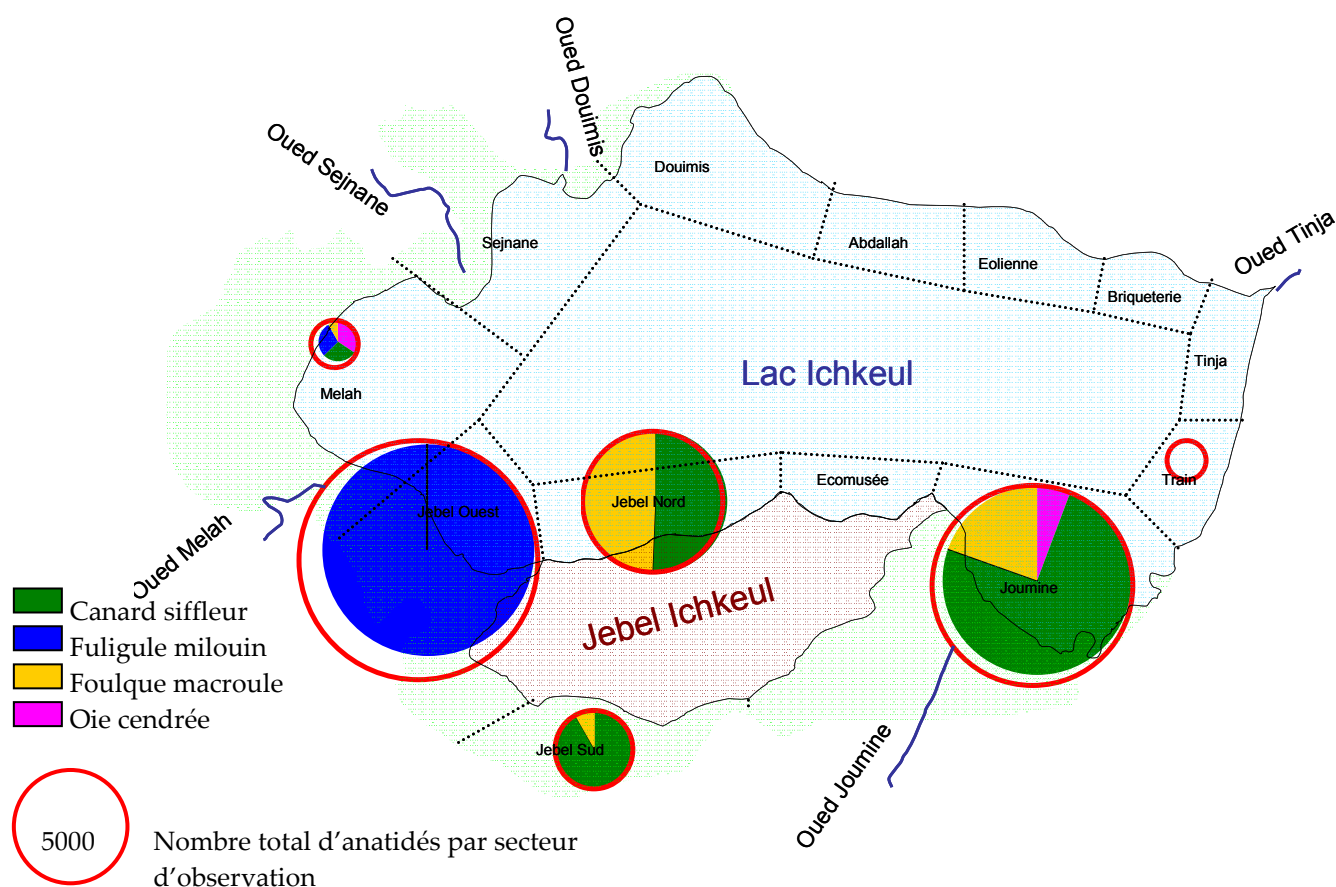 Oued Douimis
Oued Sejnane
Douimis
Sejnane
Abdallah
Eolienne
Oued Tinja
Briqueterie
Tinja
Lac Ichkeul
Melah
Train
Ecomusée
Jebel Nord
Jebel Ouest
Oued Melah
Joumine
Jebel Ichkeul
Canard siffleur
Fuligule milouin
Foulque macroule
Oie cendrée
Jebel Sud
Oued Joumine
5000
Nombre total d'anatidés par secteur
d'observation